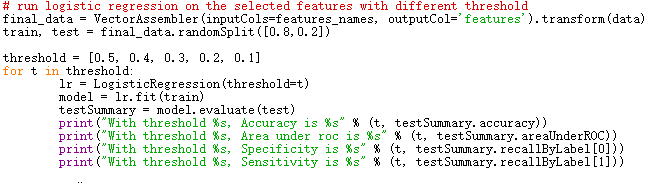 # run logistic regression on the selected features with different threshold
final_data = VectorAssembler(inputCols=features_names, outputCol='features').transform(data)
train, test = final_data.randomSplit([0.8,0.2])
threshold = [0.5, 0.4, 0.3, 0.2, 0.1]
for t in threshold:
        lr = LogisticRegression(threshold=t)
        model = lr.fit(train)
        testSummary = model.evaluate(test)
        print("With threshold %s, Accuracy is %s" % (t, testSummary.accuracy))
        print("With threshold %s, Area under roc is %s" % (t, testSummary.areaUnderROC))
        print("With threshold %s, Specificity is %s" % (t, testSummary.recallByLabel[0]))
        print("With threshold %s, Sensitivity is %s" % (t, testSummary.recallByLabel[1]))